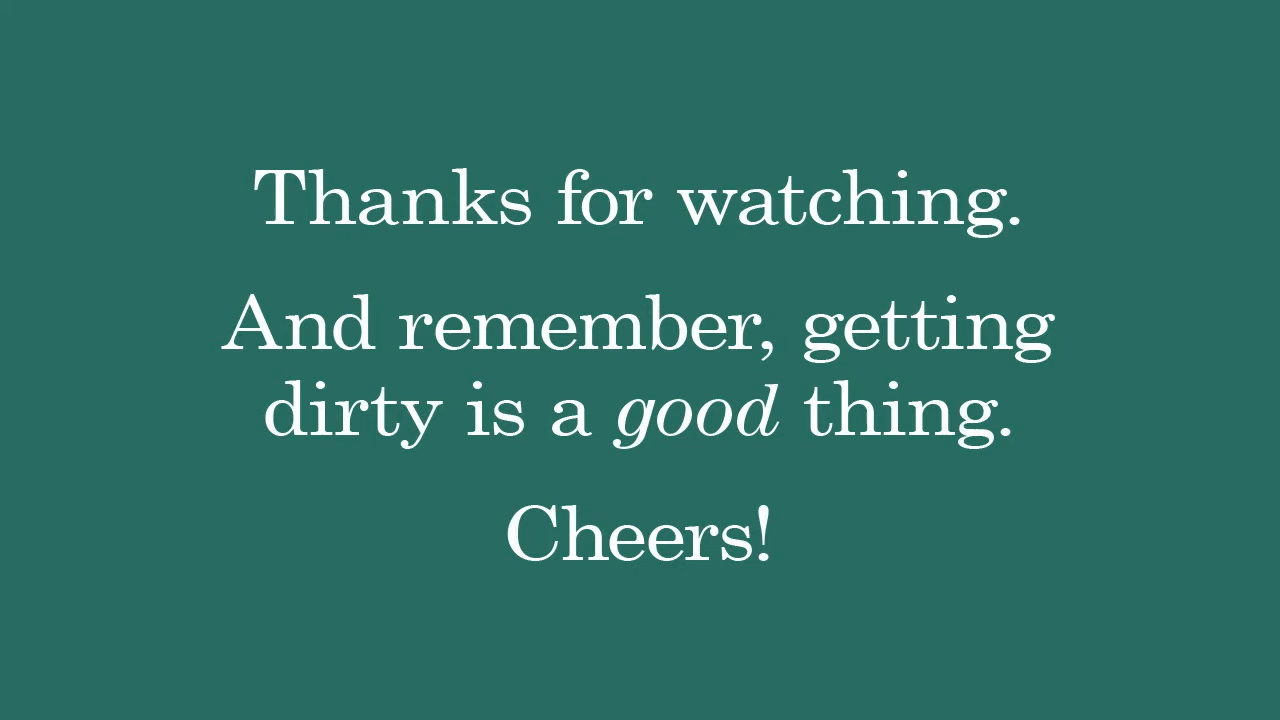 Thanks for watching.
And remember, getting
dirty is a good thing.
Cheers!